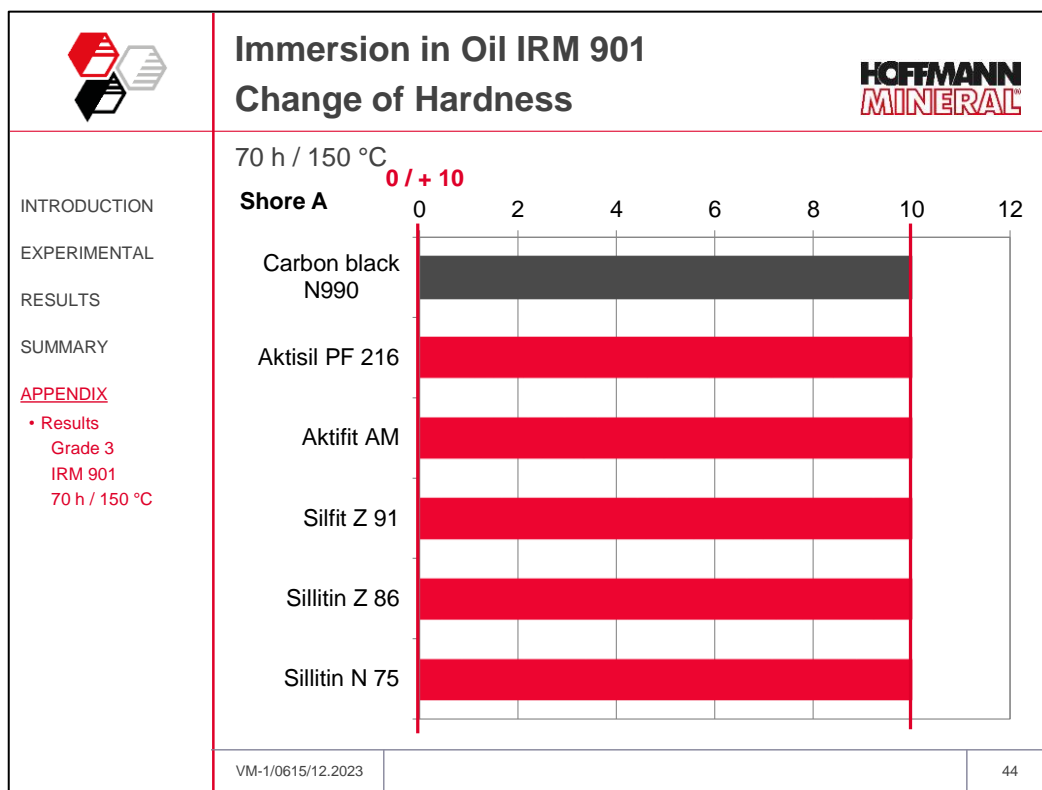 Immersion in Oil IRM 901
Change of Hardness
HOFFMANN
MINERAL®
INTRODUCTION
EXPERIMENTAL
RESULTS
SUMMARY
APPENDIX
• Results
Grade 3
IRM 901
70 h / 150 °C
70 h / 150 °C
0 / + 10
Shore A
0 2 4 6 8 10 12
Carbon black
N990
Aktisil PF 216
Aktifit AM
Silfit Z 91
Sillitin Z 86
Sillitin N 75
VM-1/0615/12.2023
44